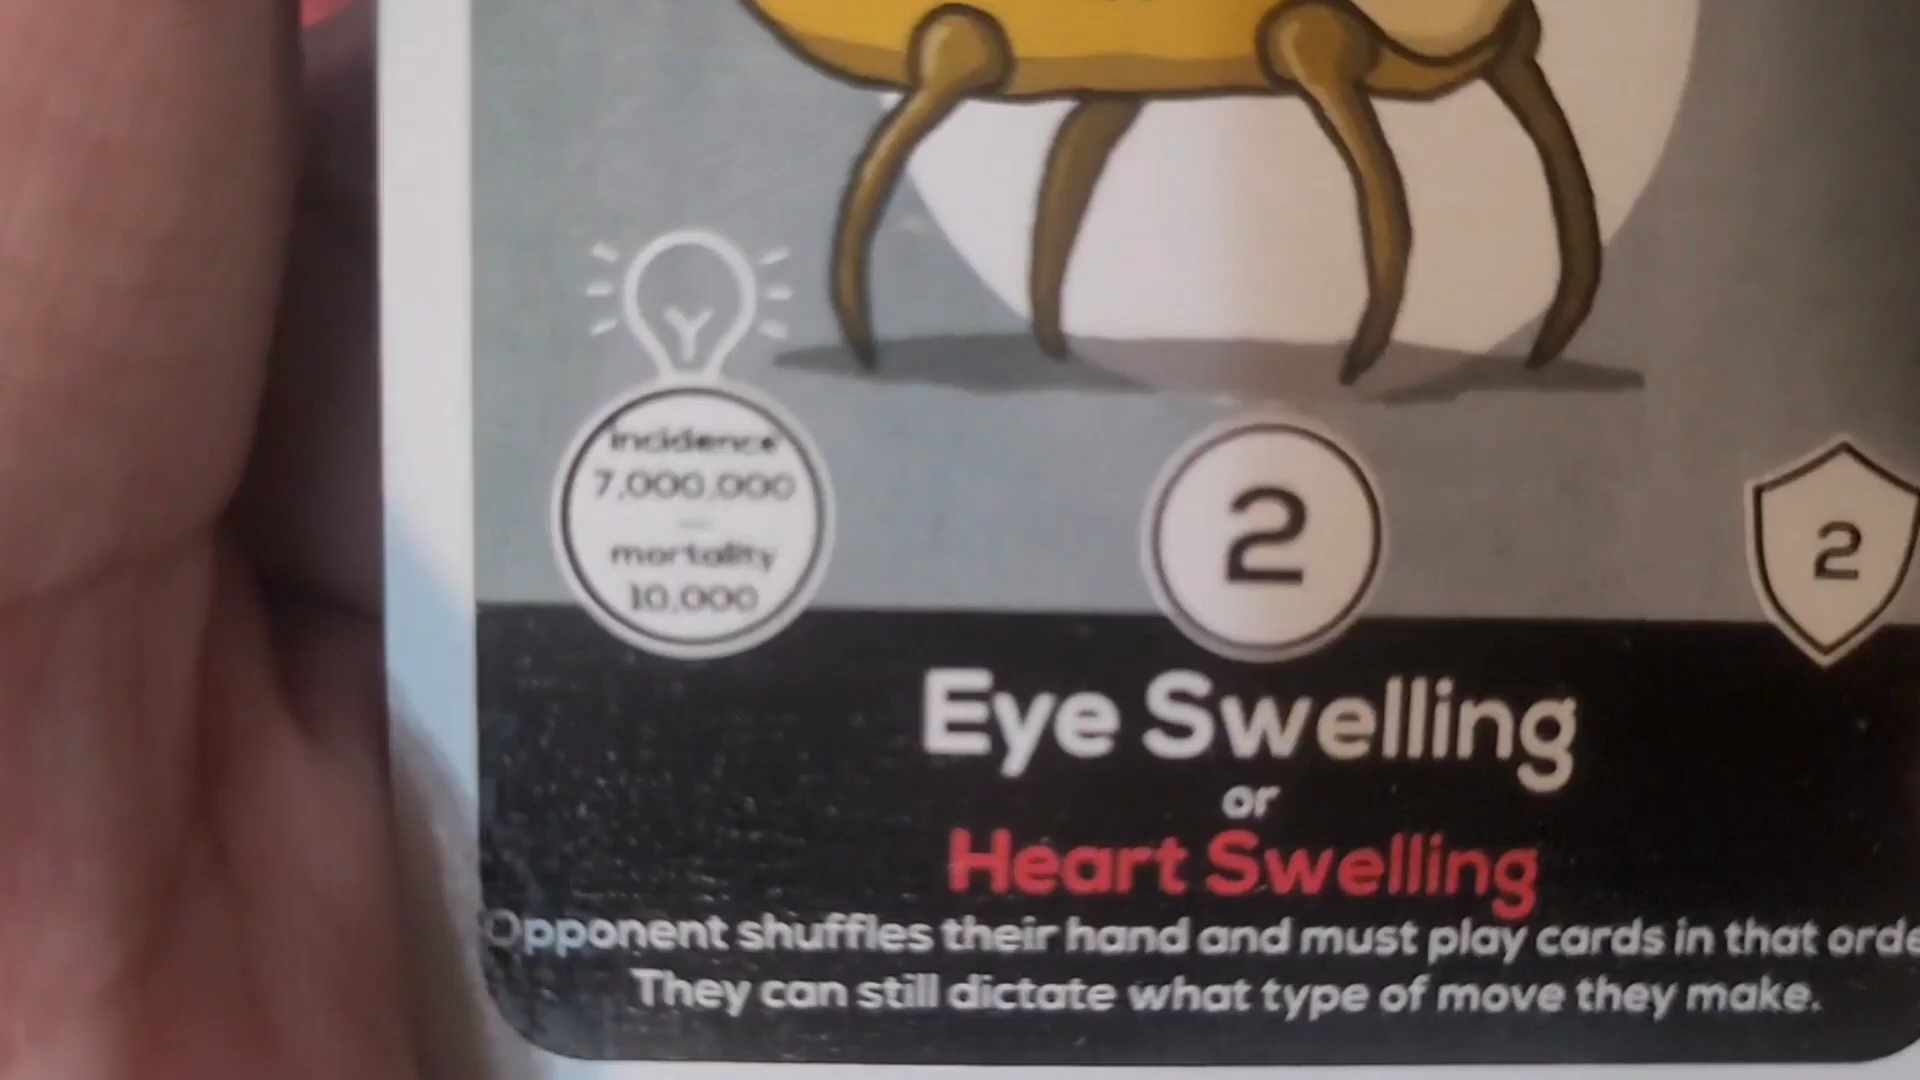 incidence
7,000,000
mortality
10,000
2
2
Eye Swelling
or
Heart Swelling
Opponent shuffles their hand and must play cards in that orde
They can still dictate what type of move they make.